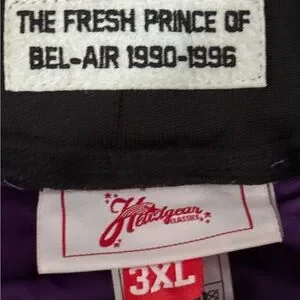 THE FRESH PRINCE OF
BEL-AIR 1990-1996
Headgear
CLASSICS
3XL